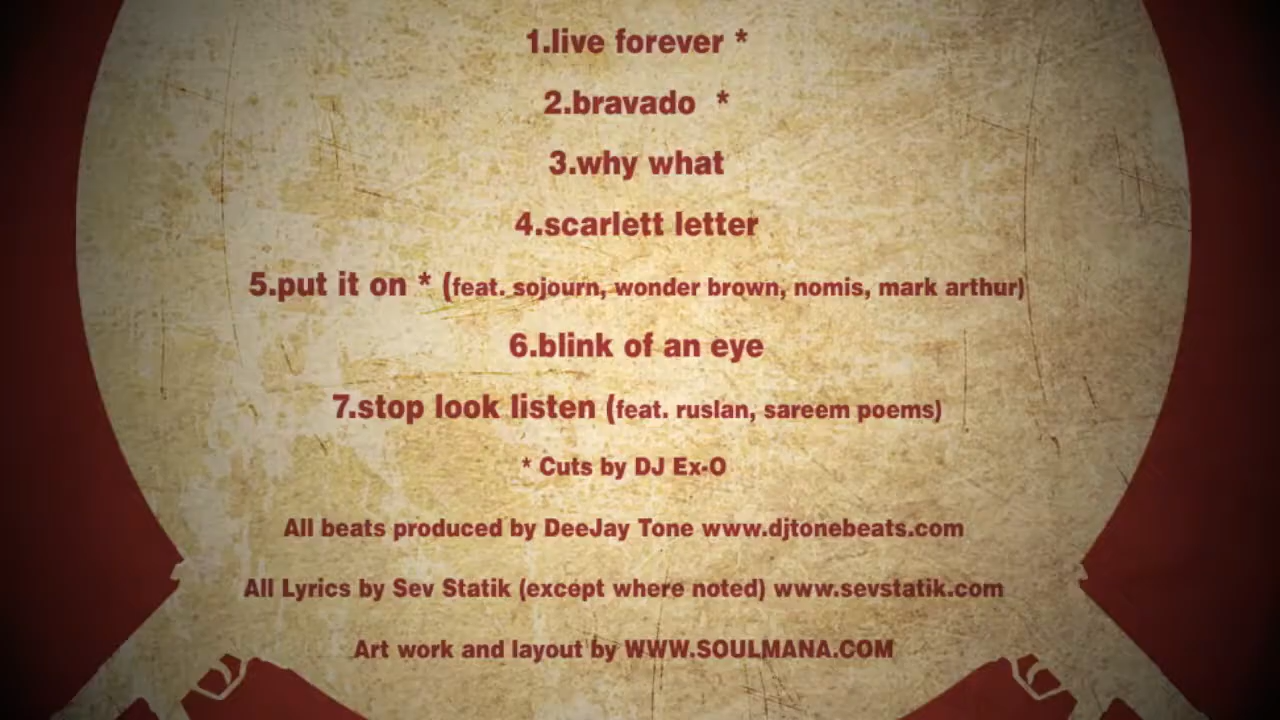 1.live forever *
2.bravado *
3.why what
4.scarlett letter
5.put it on * (feat. sojourn, wonder brown, nomis, mark arthur)
6.blink of an eye
7.stop look listen (feat. ruslan, sareem poems)
* Cuts by DJ Ex-O
All beats produced by DeeJay Tone www.djtonebeats.com
All Lyrics by Sev Statik (except where noted) www.sevstatik.com
Art work and layout by WWW.SOULMANA.COM